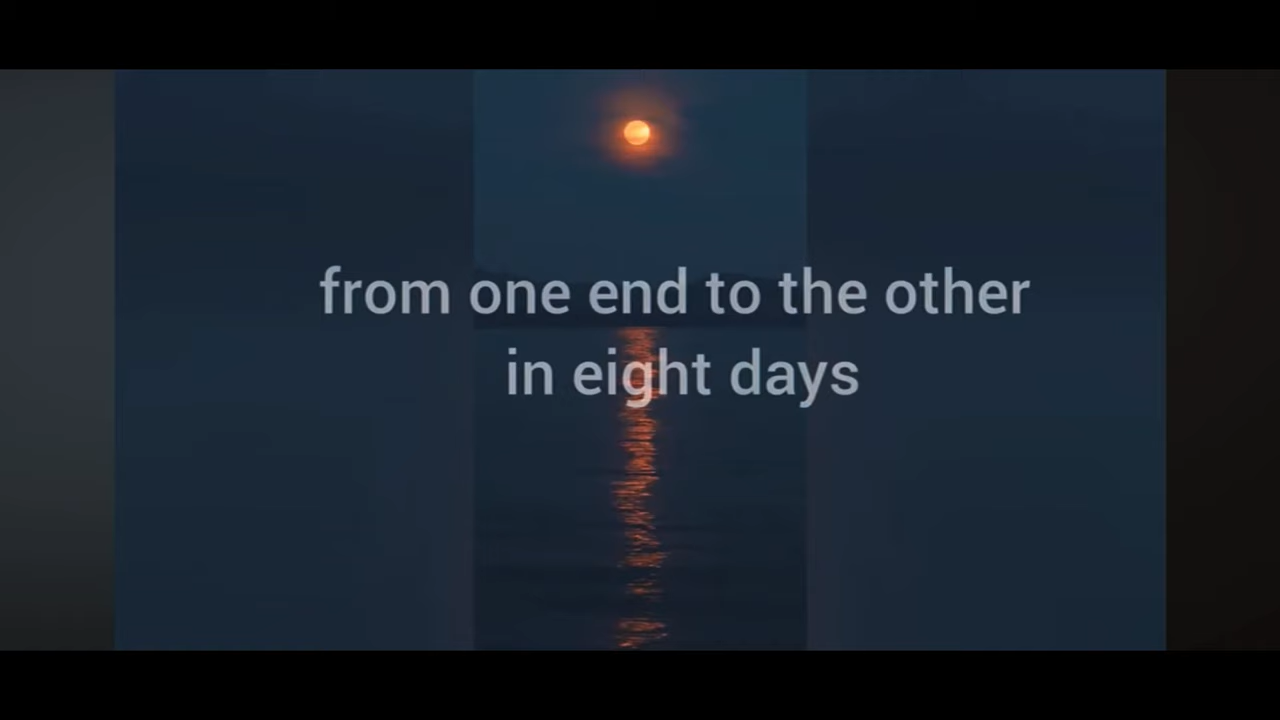 from one end to the other
in eight days